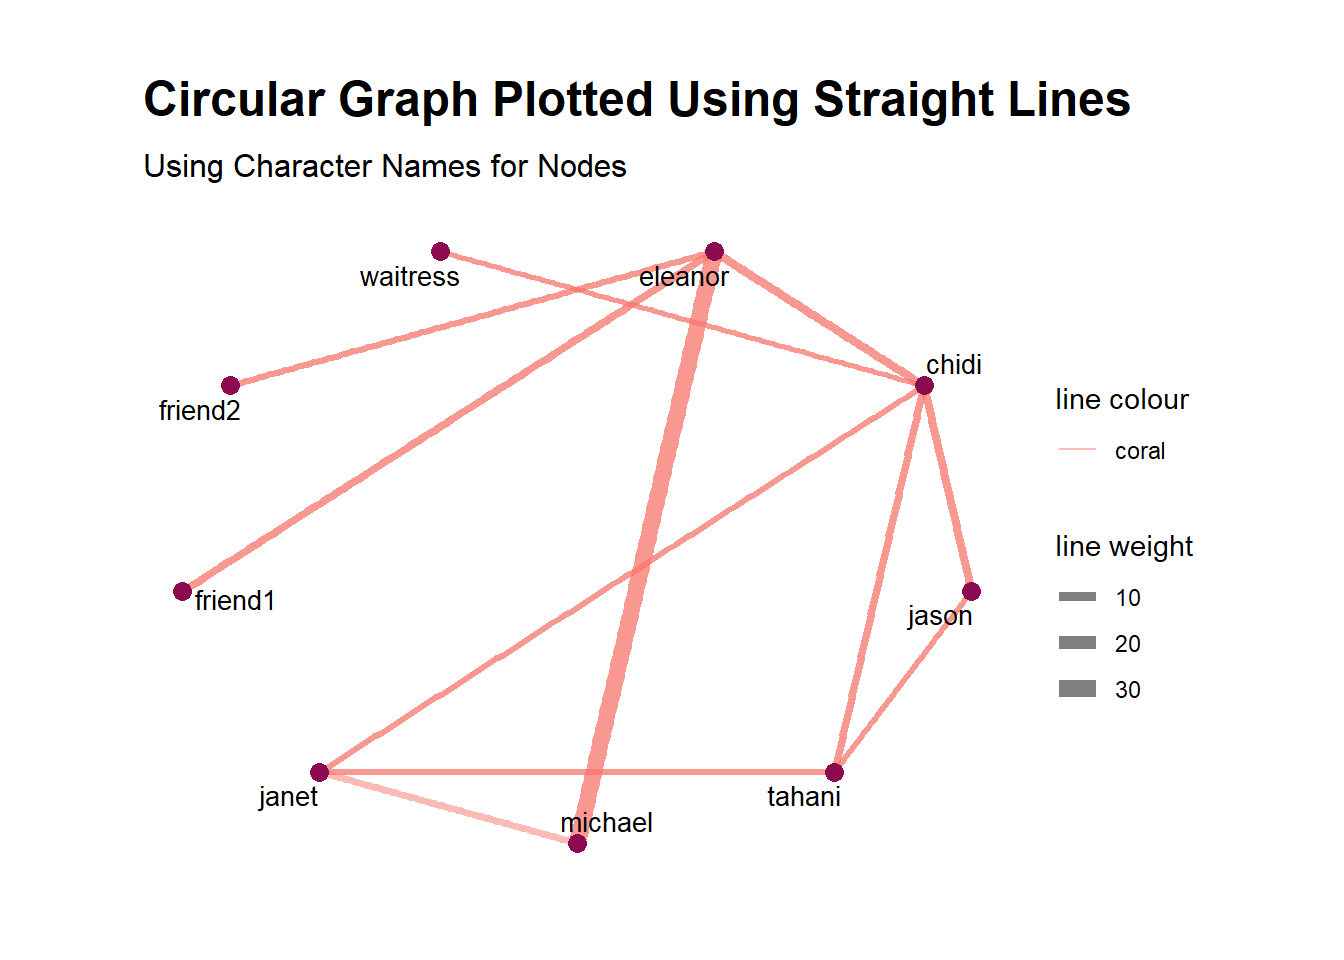 Circular Graph Plotted Using Straight Lines
Using Character Names for Nodes
waitress
eleanor
chidi
friend2
friend1
jason
janet
tahani
michael
line colour
coral
line weight
10
20
30